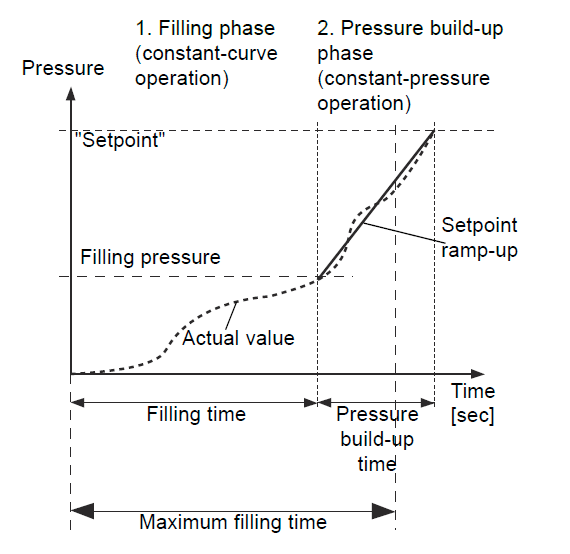 1. Filling phase
(constant-curve
operation)
2. Pressure build-up
phase
(constant-pressure
operation)
Pressure
"Setpoint"
Setpoint
ramp-up
Filling pressure
Actual value
Time
[sec]
Filling time
Pressure
build-up
time
Maximum filling time